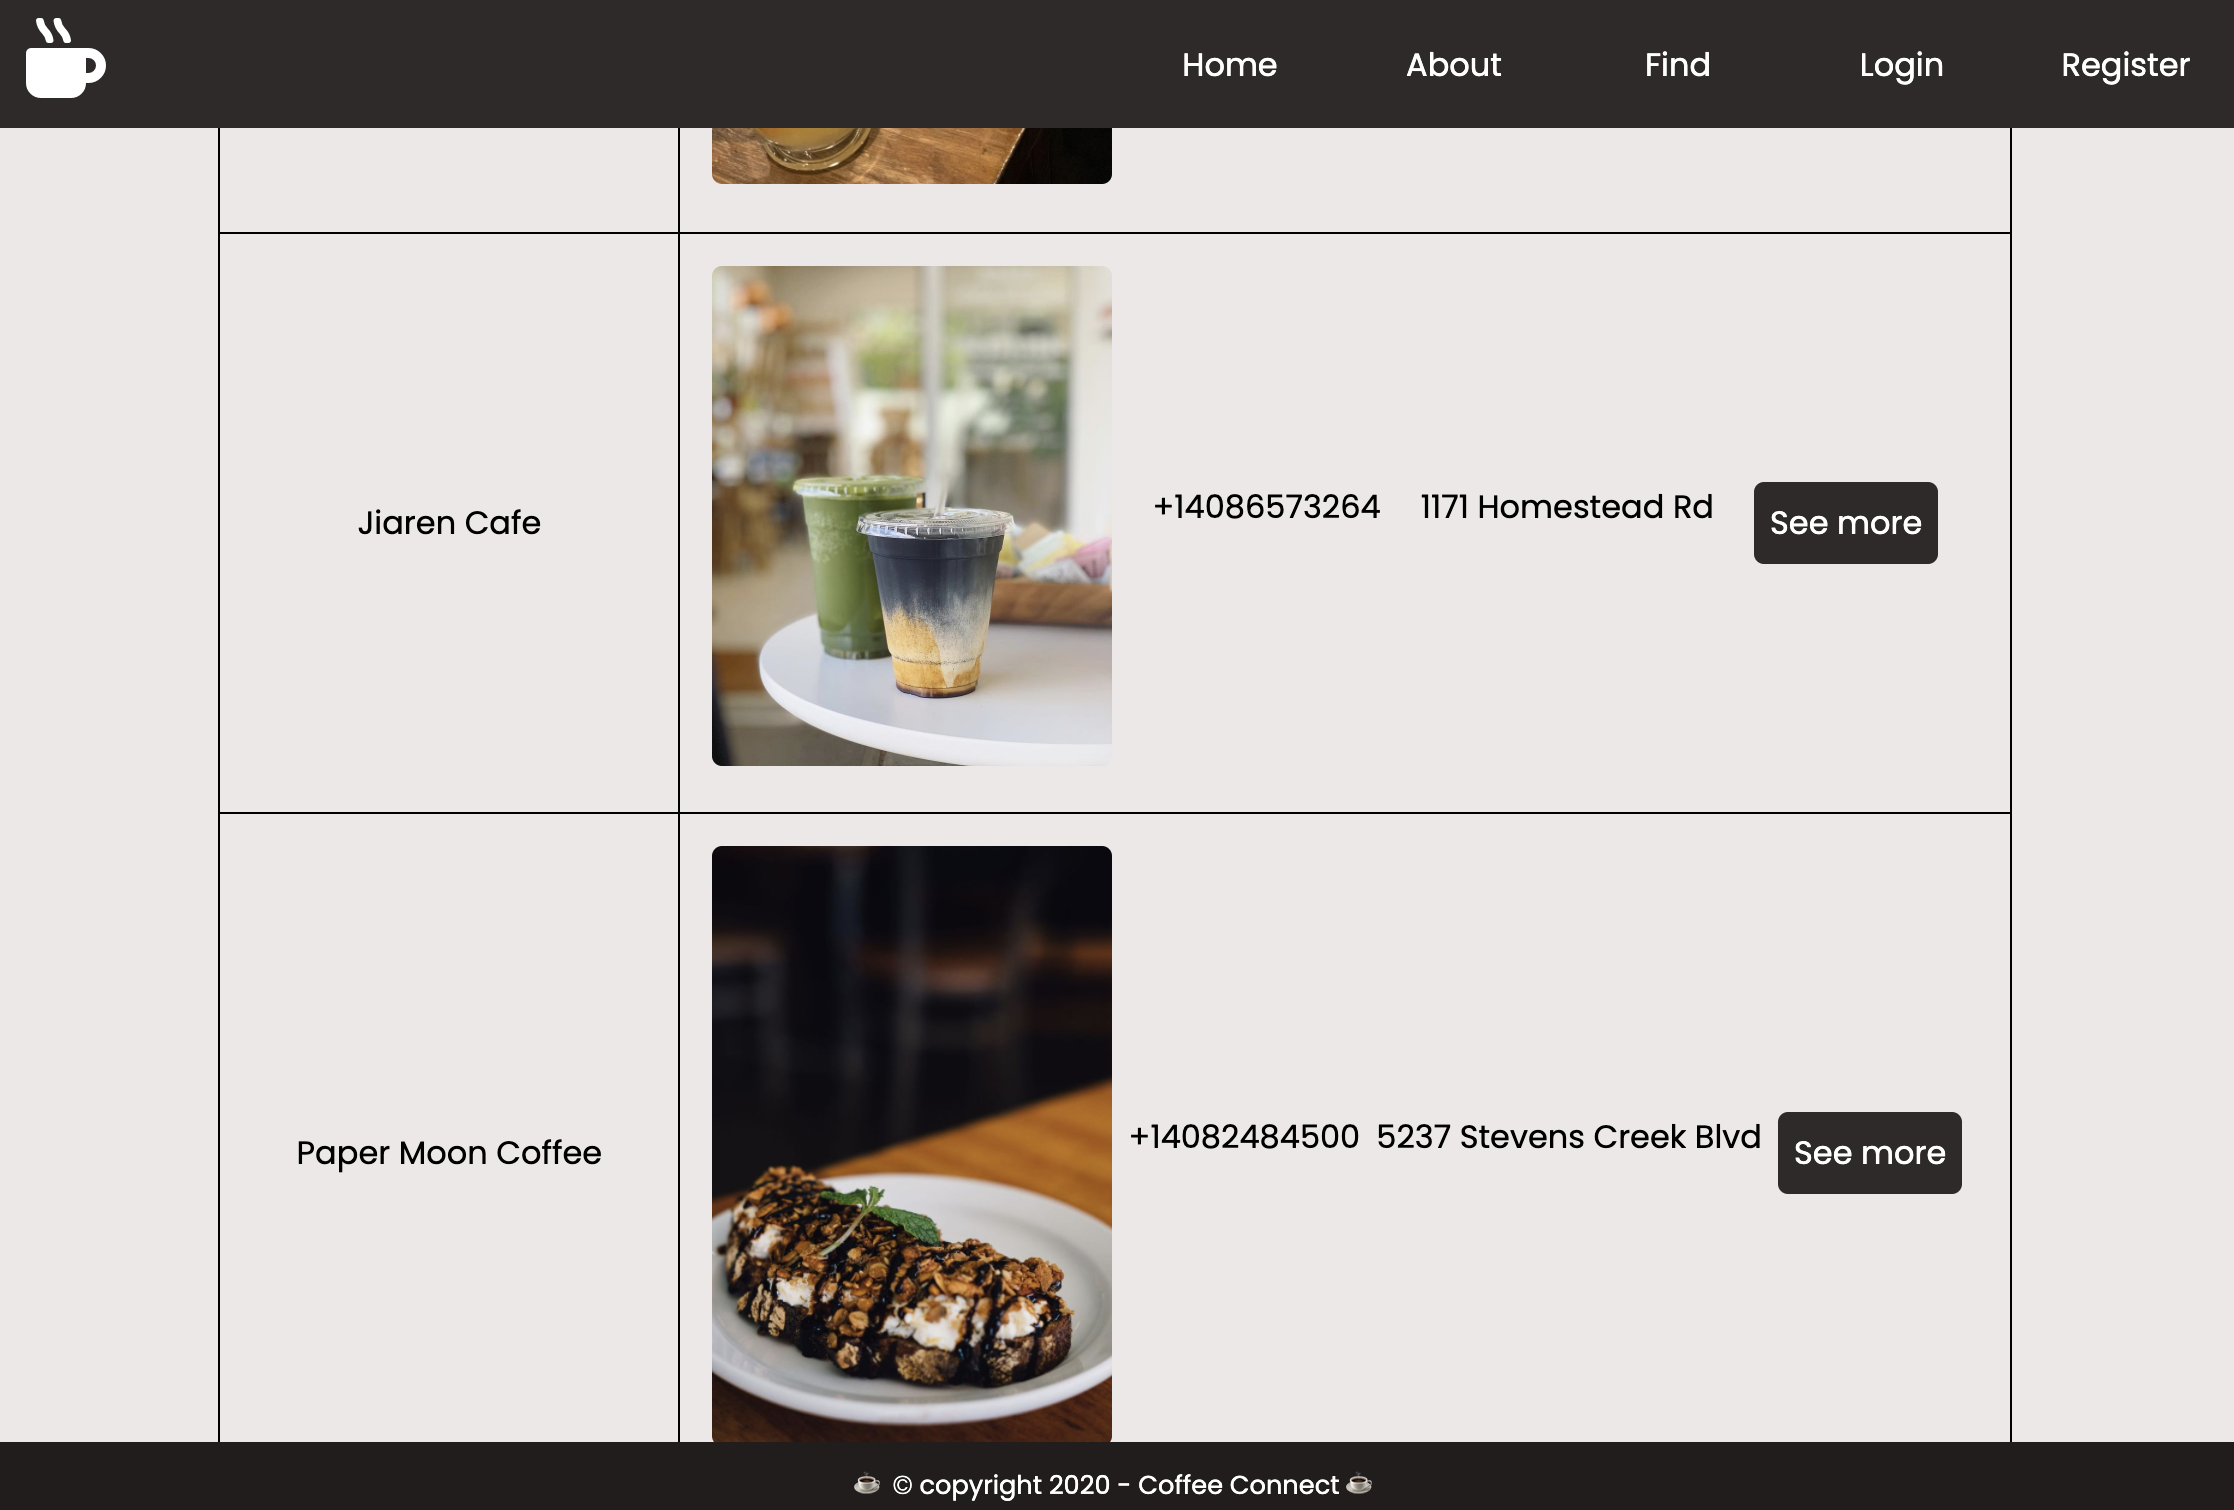 Home About Find Login Register
Jiaren Cafe
+14086573264 1171 Homestead Rd
See more
Paper Moon Coffee
+14082484500 5237 Stevens Creek Blvd
See more
☕ © copyright 2020 - Coffee Connect ☕